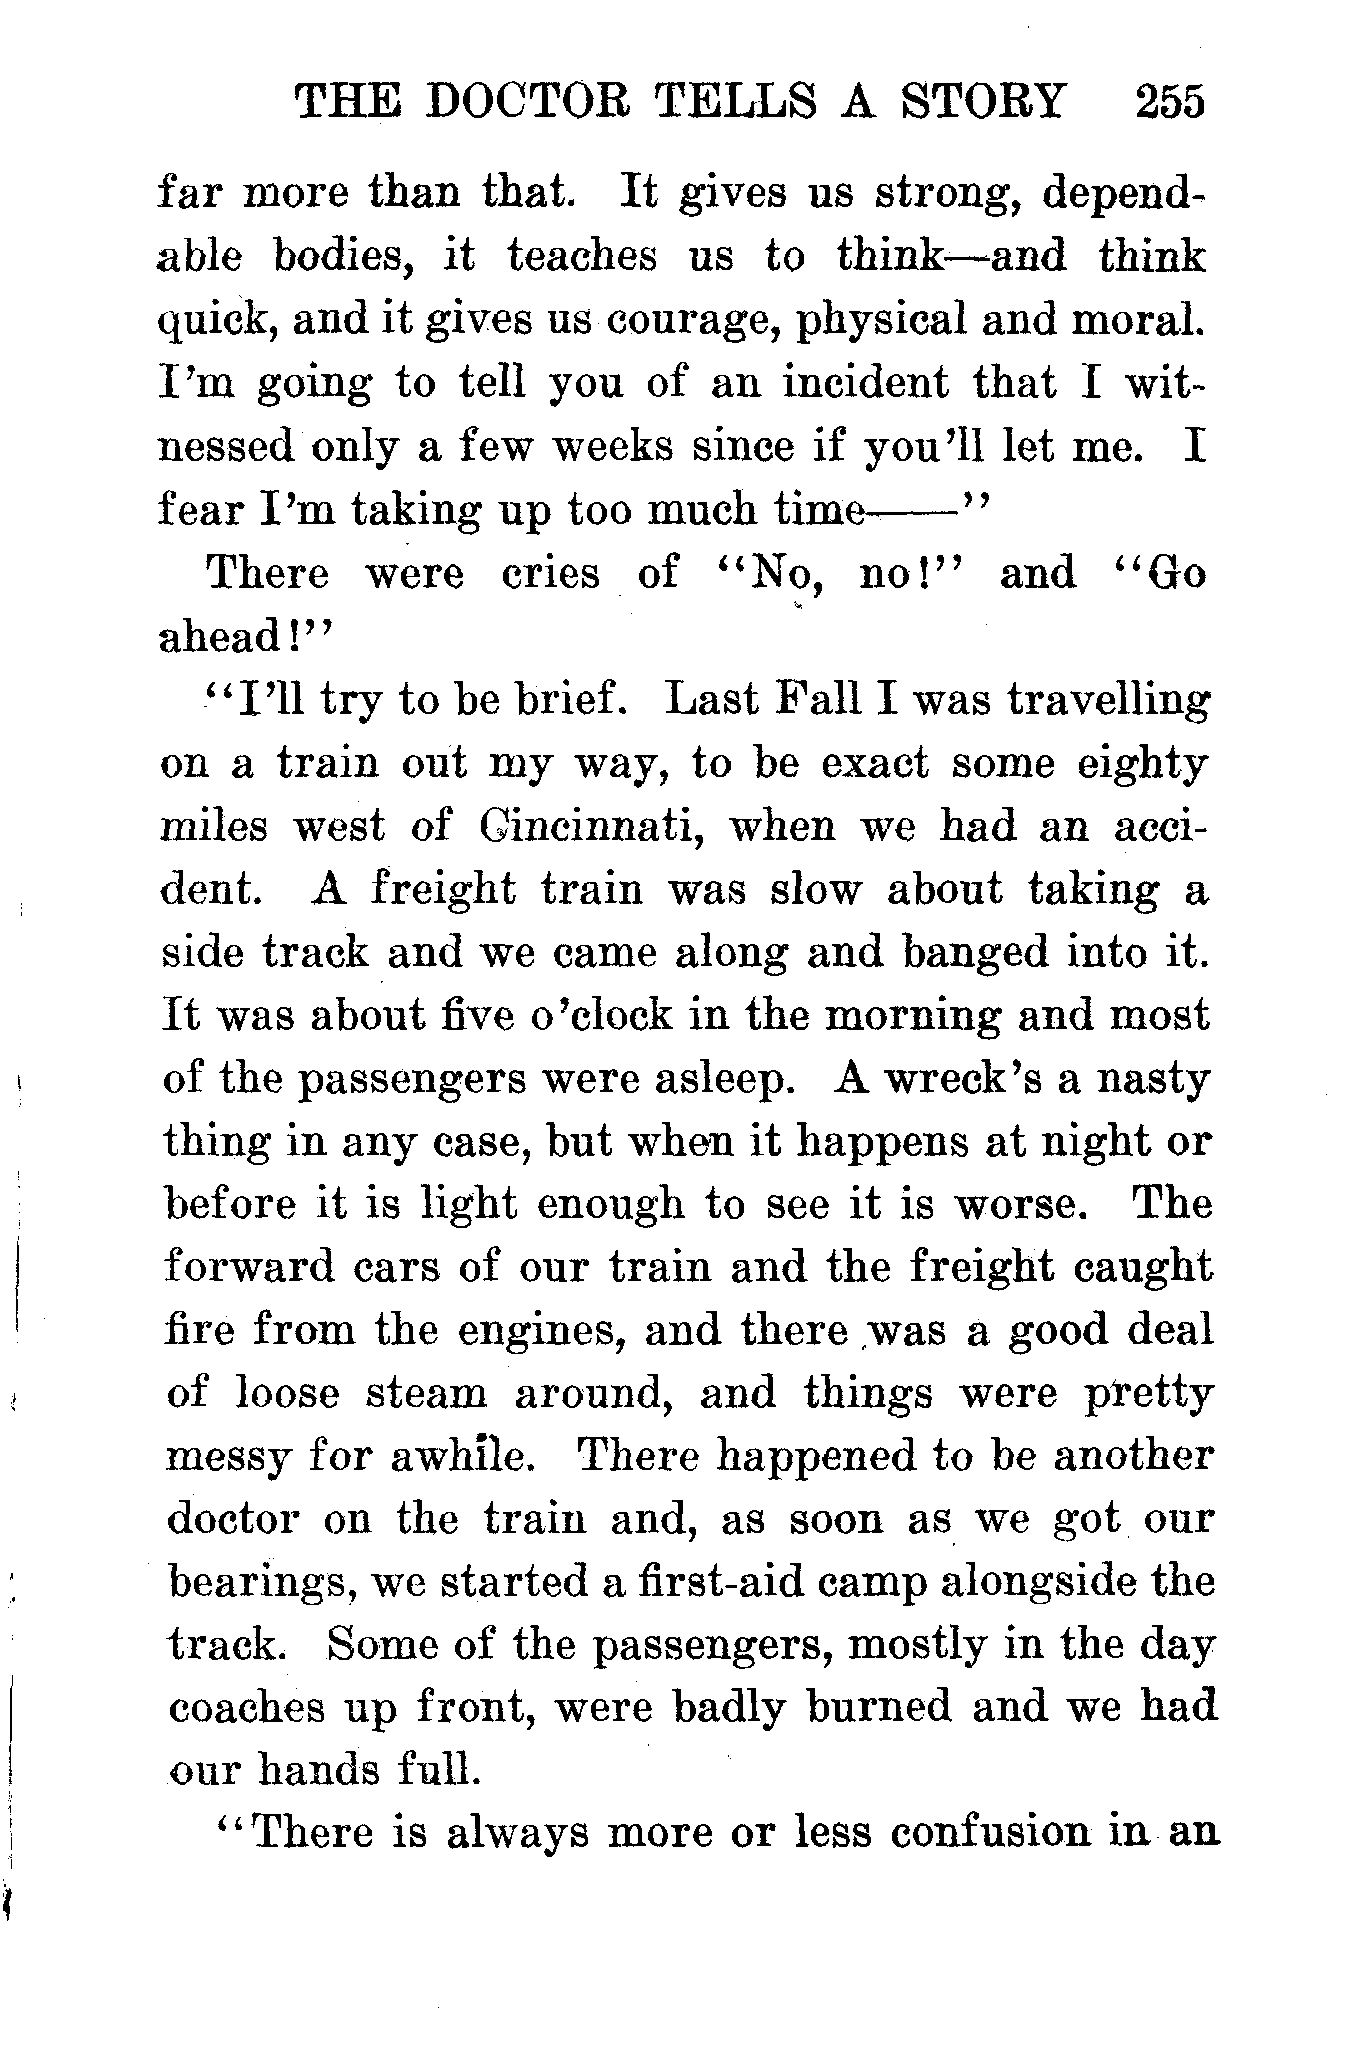 THE DOCTOR TELLS A STORY 255
far more than that. It gives us strong, depend-
able bodies, it teaches us to think—and think
quick, and it gives us courage, physical and moral.
I'm going to tell you of an incident that I wit-
nessed only a few weeks since if you'll let me. I
fear I'm taking up too much time——"
There were cries of "No, no!" and "Go
ahead!"
"I'll try to be brief. Last Fall I was travelling
on a train out my way, to be exact some eighty
miles west of Cincinnati, when we had an acci-
dent. A freight train was slow about taking a
side track and we came along and banged into it.
It was about five o'clock in the morning and most
of the passengers were asleep. A wreck's a nasty
thing in any case, but when it happens at night or
before it is light enough to see it is worse. The
forward cars of our train and the freight caught
fire from the engines, and there was a good deal
of loose steam around, and things were pretty
messy for awhile. There happened to be another
doctor on the train and, as soon as we got our
bearings, we started a first-aid camp alongside the
track. Some of the passengers, mostly in the day
coaches up front, were badly burned and we had
our hands full.
"There is always more or less confusion in an